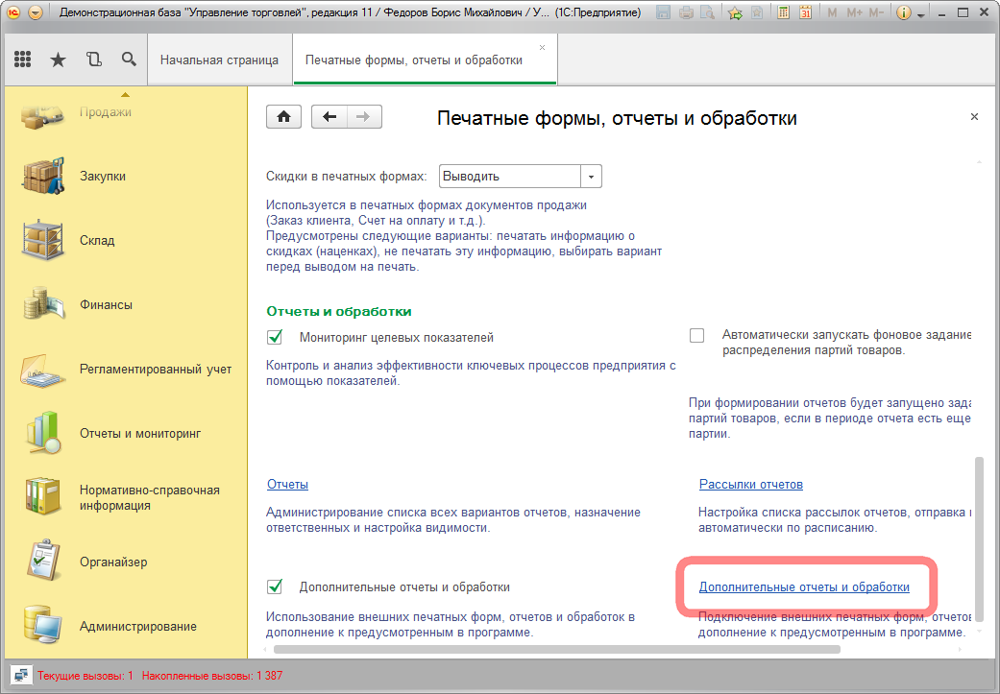 Демонстрационная база "Управление торговлей", редакция 11 / Федоров Борис Михайлович / У... (1С:Предприятие)
M M+ M-
31
Начальная страница
Печатные формы, отчеты и обработки
Продажи
Закупки
Склад
Финансы
Регламентированный учет
Отчеты и мониторинг
Нормативно-справочная
информация
Органайзер
Администрирование
Печатные формы, отчеты и обработки
Скидки в печатных формах: Выводить
Используется в печатных формах документов продажи
(Заказ клиента, Счет на оплату и т.д.).
Предусмотрены следующие варианты: печатать информацию о
скидках (наценках), не печатать эту информацию, выбирать вариант
перед выводом на печать.
Отчеты и обработки
Мониторинг целевых показателей
Контроль и анализ эффективности ключевых процессов предприятия с
помощью показателей.
Автоматически запускать фоновое задание
распределения партий товаров.
При формировании отчетов будет запущено зада
партий товаров, если в периоде отчета есть еще
партии.
Отчеты
Администрирование списка всех вариантов отчетов, назначение
ответственных и настройка видимости.
Рассылки отчетов
Настройка списка рассылок отчетов, отправка
автоматически по расписанию.
Дополнительные отчеты и обработки
Использование внешних печатных форм, отчетов и обработок в
дополнение к предусмотренным в программе.
Дополнительные отчеты и обработки
Подключение внешних печатных форм, отчетов
дополнение к предусмотренным в программе.
Текущие вызовы: 1 Накопленные вызовы: 1 387